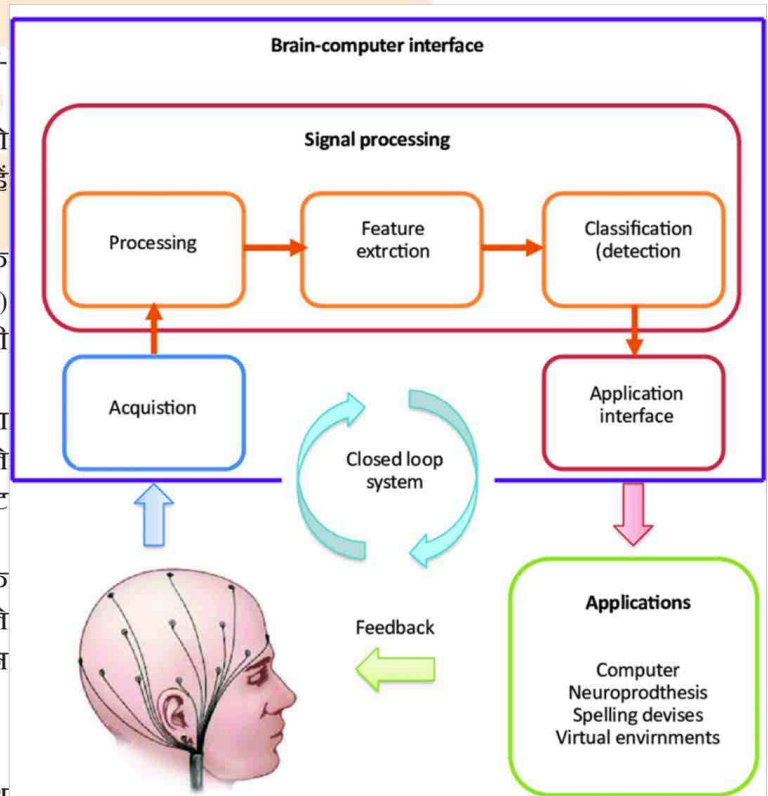 Brain-computer interface
Signal processing
Processing
Feature
extrction
Classification
(detection
Acquistion
Application
interface
Closed loop
system
Feedback
Applications
Computer
Neuroprodthesis
Spelling devises
Virtual envirnments